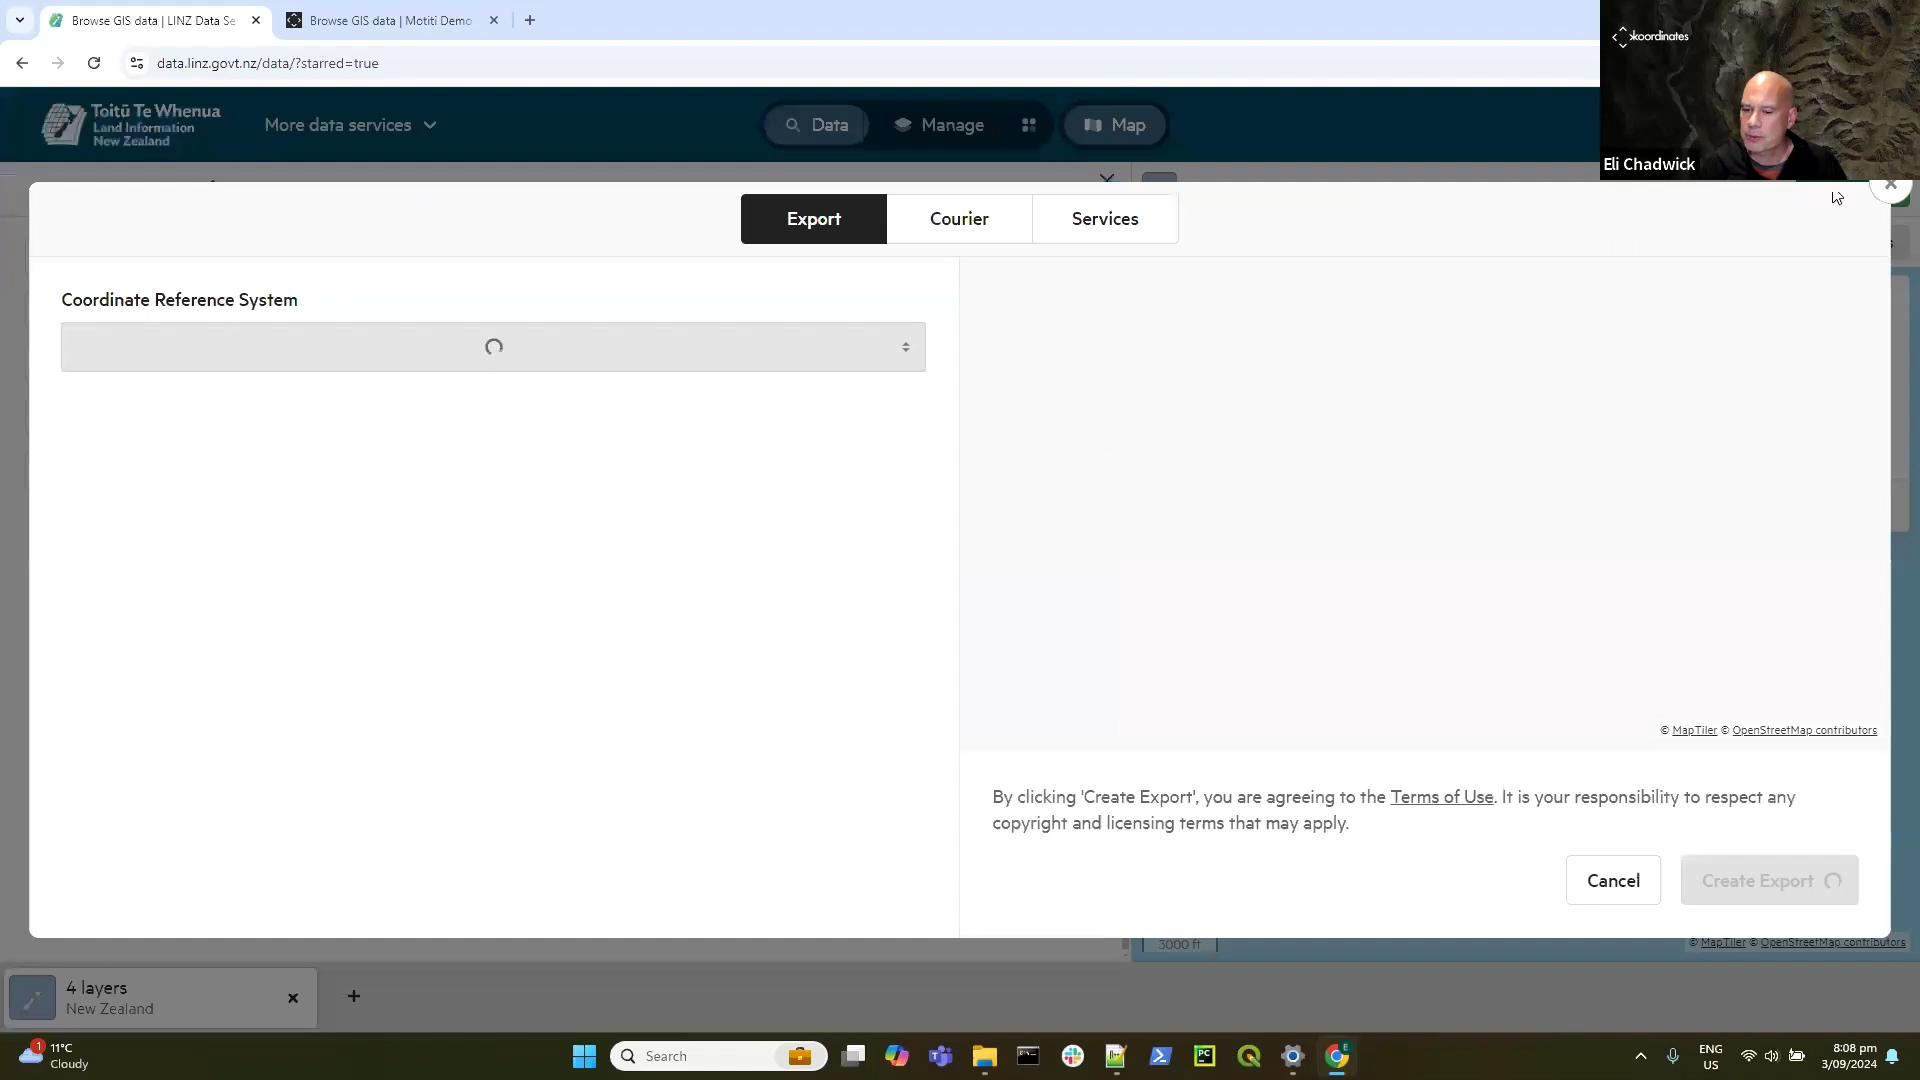 Browse GIS data | LINZ Data Se
Browse GIS data | Motiti Demo
data.linz.govt.nz/data/?starred=true
koordinates
Eli Chadwick
Toitū Te Whenua
Land Information
New Zealand
More data services
Data
Manage
Map
Export
Courier
Services
Coordinate Reference System
© MapTiler © OpenStreetMap contributors
By clicking 'Create Export', you are agreeing to the Terms of Use. It is your responsibility to respect any
copyright and licensing terms that may apply.
Cancel
Create Export
3000 ft
© MapTiler © OpenStreetMap contributors
4 layers
New Zealand
1
11°C
Cloudy
Search
PC
E
ENG
US
8:08 pm
3/09/2024